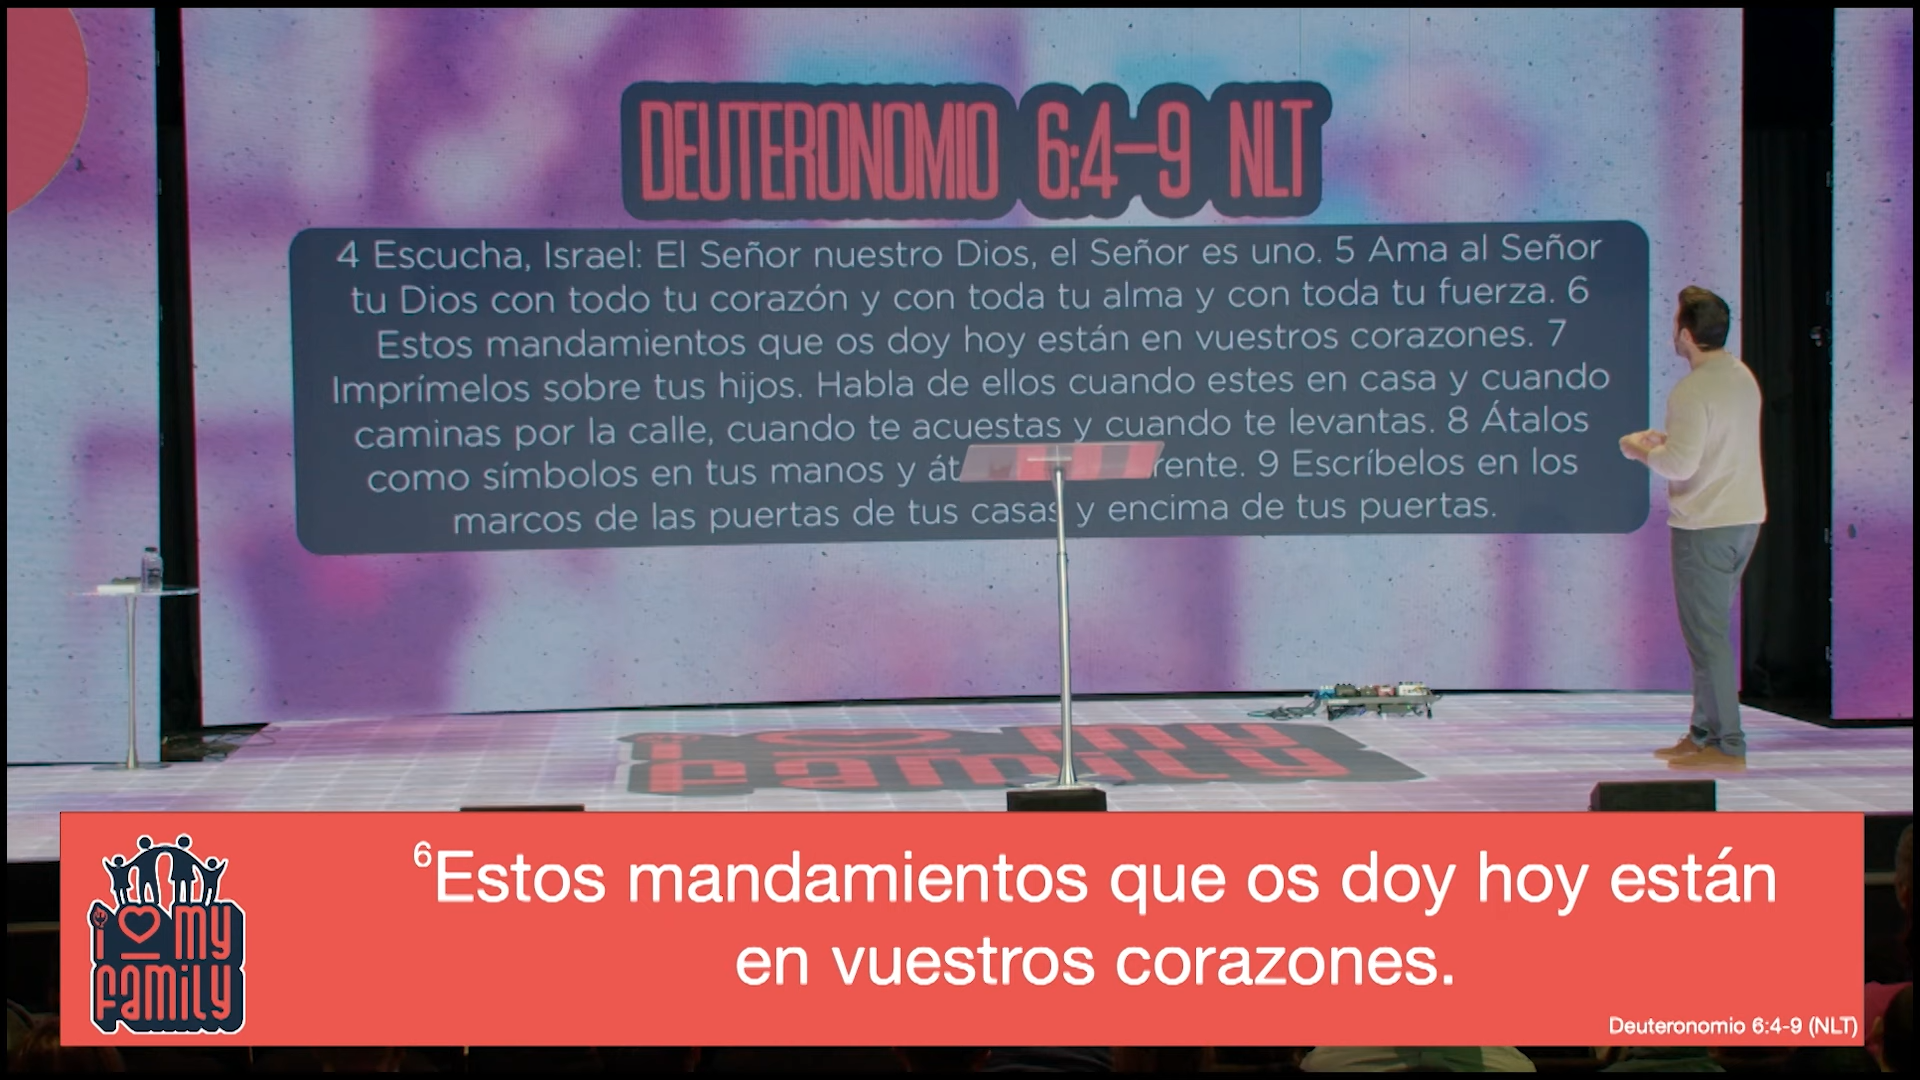 DEUTERONOMIO 6:4–9 NLT
4 Escucha, Israel: El Señor nuestro Dios, el Señor es uno. 5 Ama al Señor
tu Dios con todo tu corazón y con toda tu alma y con toda tu fuerza. 6
Estos mandamientos que os doy hoy están en vuestros corazones. 7
Imprímelos sobre tus hijos. Habla de ellos cuando estes en casa y cuando
caminas por la calle, cuando te acuestas y cuando te levantas. 8 Átalos
como símbolos en tus manos y át rente. 9 Escríbelos en los
marcos de las puertas de tus casas y encima de tus puertas.
i my
family
6Estos mandamientos que os doy hoy están
en vuestros corazones.
i my
family
Deuteronomio 6:4-9 (NLT)